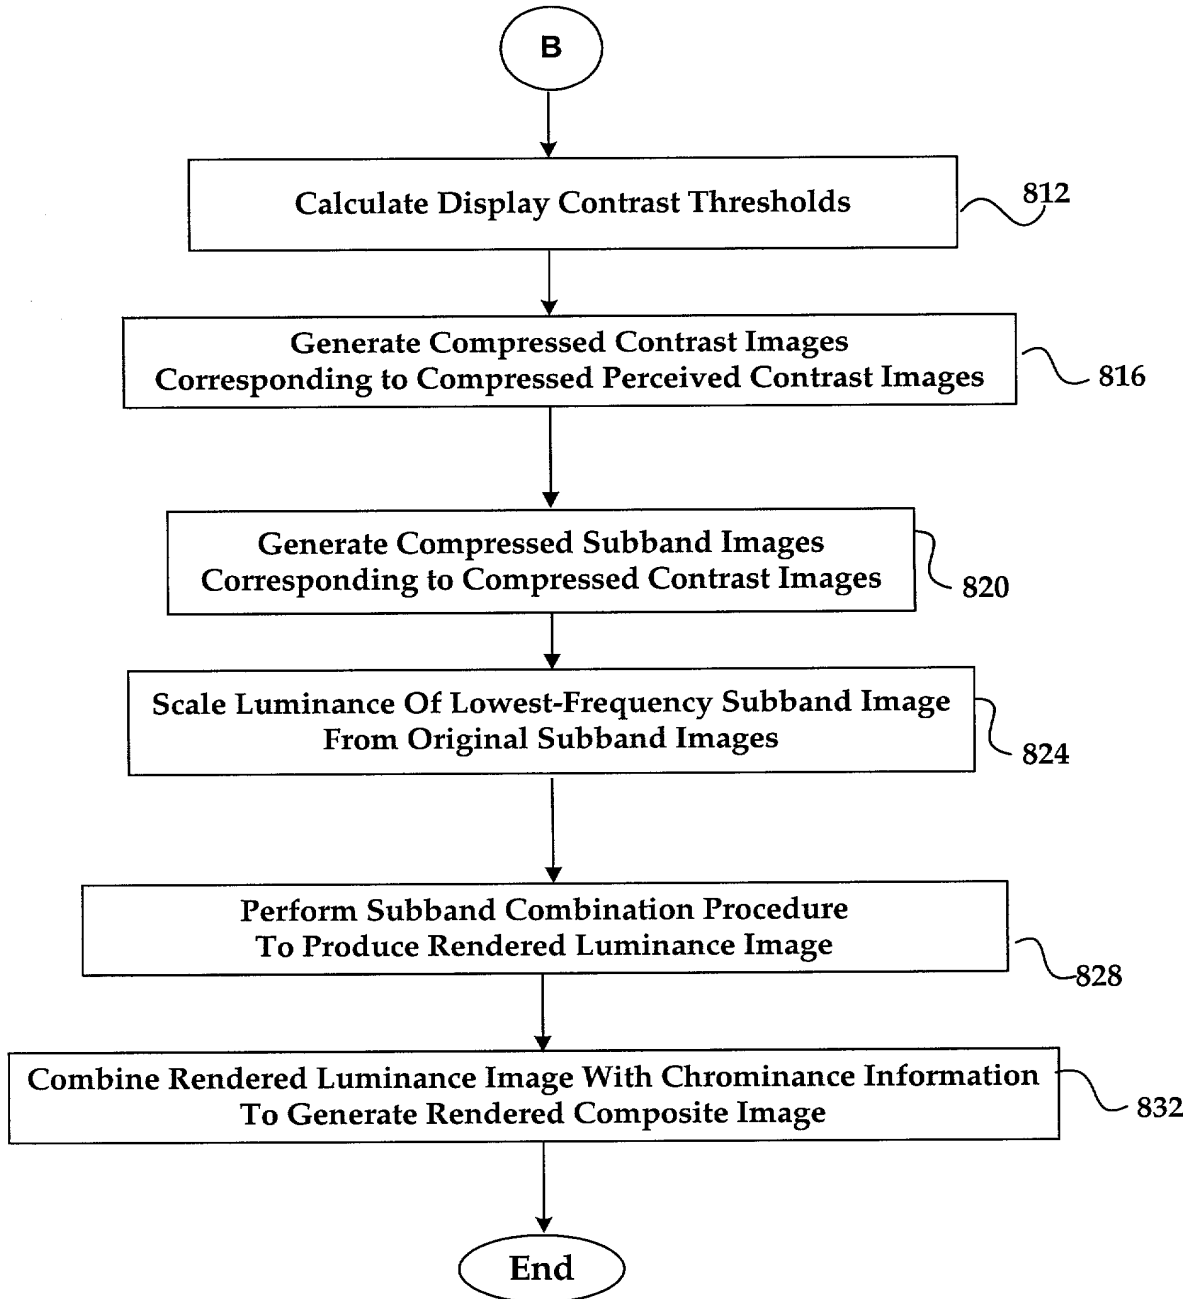 B
Calculate Display Contrast Thresholds
812
Generate Compressed Contrast Images
Corresponding to Compressed Perceived Contrast Images
816
Generate Compressed Subband Images
Corresponding to Compressed Contrast Images
820
Scale Luminance Of Lowest-Frequency Subband Image
From Original Subband Images
824
Perform Subband Combination Procedure
To Produce Rendered Luminance Image
828
Combine Rendered Luminance Image With Chrominance Information
To Generate Rendered Composite Image
832
End